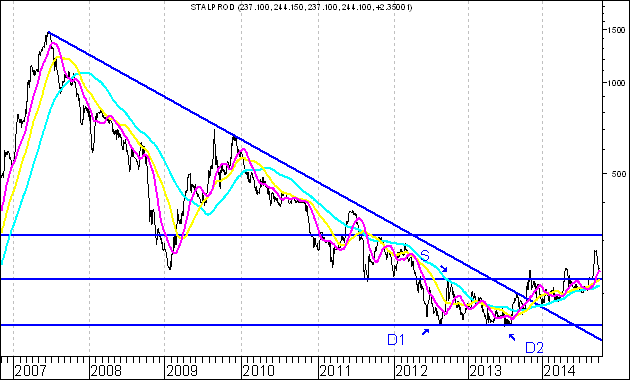 STALPROD (237.100, 244.150, 237.100, 244.100, +2.35001)
1500
1000
500
S
D1
D2
2007 2008 2009 2010 2011 2012 2013 2014